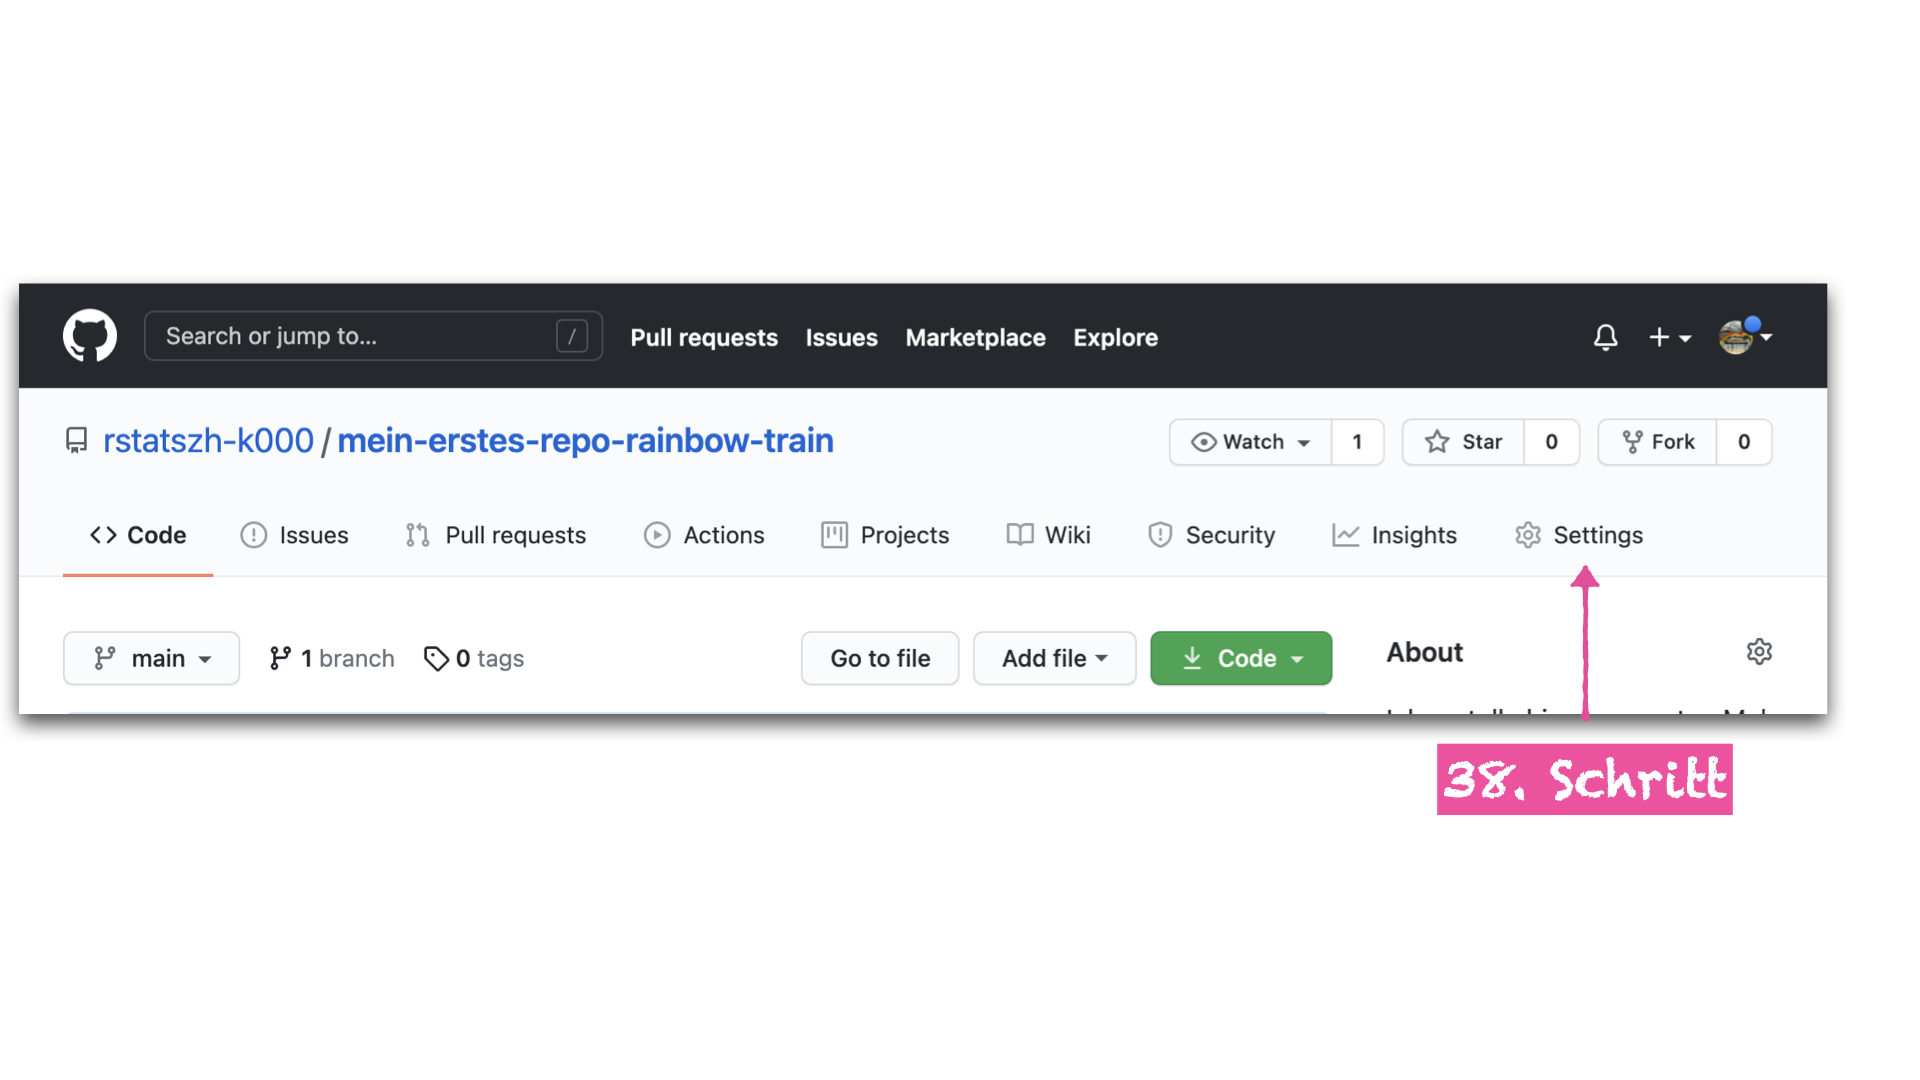 Search or jump to... /
Pull requests Issues Marketplace Explore
rstatszh-k000 / mein-erstes-repo-rainbow-train
Watch 1 Star 0 Fork 0
Code Issues Pull requests Actions Projects Wiki Security Insights Settings
main 1 branch 0 tags Go to file Add file Code About
38. Schritt